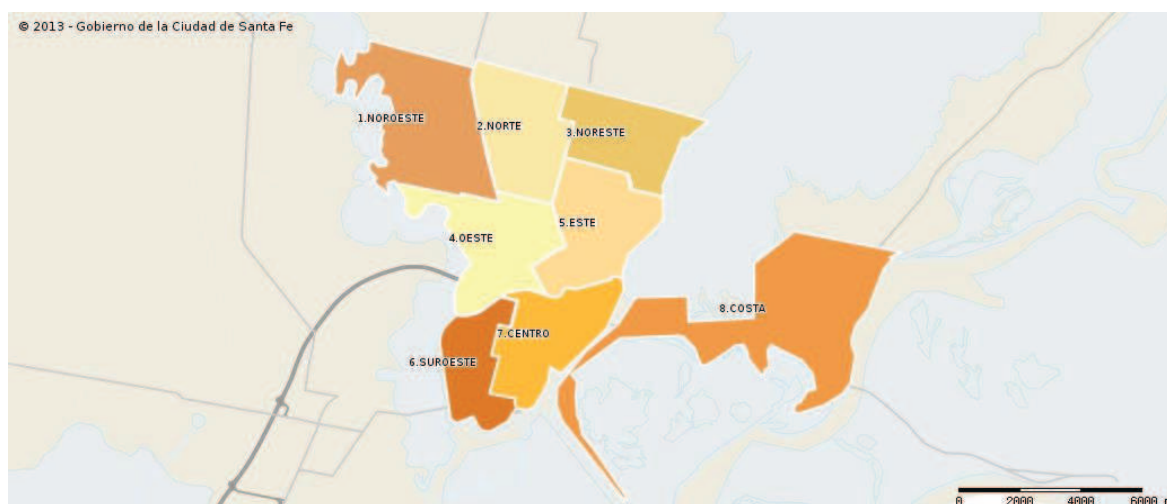 © 2013 - Gobierno de la Ciudad de Santa Fe
1.NOROESTE
2.NORTE
3.NORESTE
4.OESTE
5.ESTE
8.COSTA
7.CENTRO
6.SUROESTE
0 2000 4000 6000